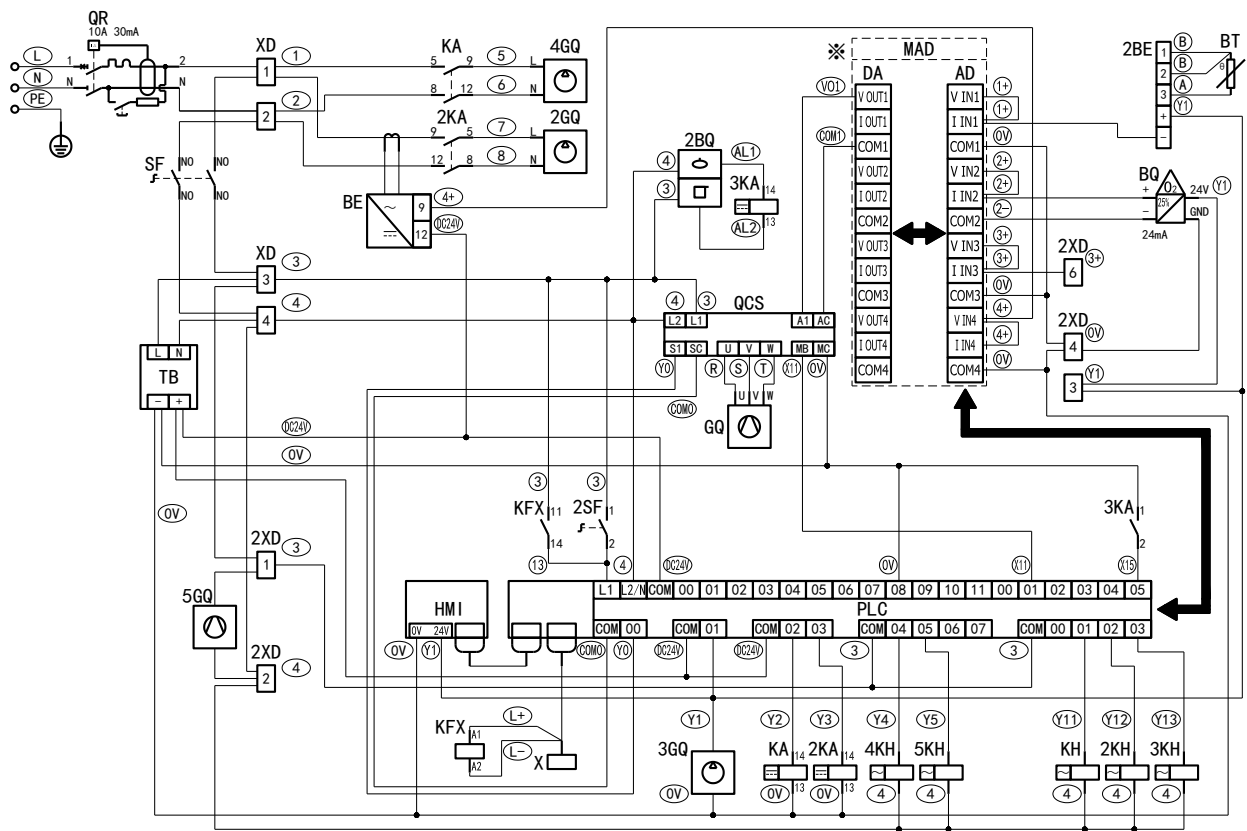 QR
10A 30mA
L
N
PE
1
2
N
N
XD
1
1
2
2
KA
5
9
5
8
12
6
L
N
4GQ
2KA
9
5
7
12
8
8
L
N
2GQ
SF
NO
NO
NO
NO
BE
9
12
4+
DC24V
2BQ
4
3
AL1
AL2
3KA
14
13
※
MAD
DA
AD
V OUT1
I OUT1
COM1
V OUT2
I OUT2
COM2
V OUT3
I OUT3
COM3
V OUT4
I OUT4
COM4
V IN1
I IN1
COM1
V IN2
I IN2
COM2
V IN3
I IN3
COM3
V IN4
I IN4
COM4
VO1
COM1
1+
1+
0V
2+
2+
2-
3+
3+
0V
4+
4+
0V
2BE
1
2
3
+
-
B
B
A
Y1
BT
θ
BQ
O2
25%
+
-
24V
GND
24mA
Y1
2XD
6
3+
2XD
4
0V
3
Y1
XD
3
3
4
4
L N
TB
- +
QCS
4
3
L2 L1
A1 AC
S1 SC
U V W
MB MC
Y0
COM0
R
S
T
X11
0V
U V W
GQ
DC24V
0V
0V
3
3
KFX
11
14
2SF
1
2
13
4
DC24V
0V
X11
3KA
1
2
X15
2XD
1
3
5GQ
2XD
2
4
HMI
0V 24V
0V
Y1
L1 L2/N COM 00 01 02 03 04 05 06 07 08 09 10 11 00 01 02 03 04 05
PLC
COM 00 COM 01 COM 02 03 COM 04 05 06 07 COM 00 01 02 03
COM0
Y0
DC24V
DC24V
3
3
KFX
A1
A2
L+
L-
X
3GQ
Y1
0V
Y2
KA
14
13
0V
Y3
2KA
14
13
0V
Y4
4KH
4
Y5
5KH
4
Y11
KH
4
Y12
2KH
4
Y13
3KH
4